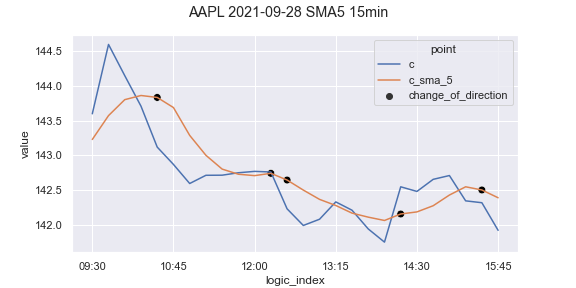 AAPL 2021-09-28 SMA5 15min
point
c
c_sma_5
change_of_direction
144.5
144.0
143.5
143.0
142.5
142.0
value
09:30 10:45 12:00 13:15 14:30 15:45
logic_index